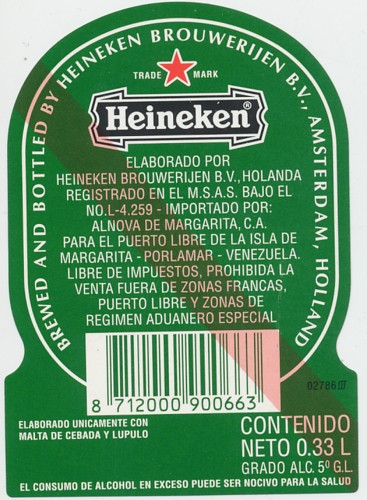 BREWED AND BOTTLED BY HEINEKEN BROUWERIJEN B.V., AMSTERDAM, HOLLAND
TRADE MARK
Heineken®
ELABORADO POR
HEINEKEN BROUWERIJEN B.V., HOLANDA
REGISTRADO EN EL M.S.A.S. BAJO EL
NO.L-4.259 - IMPORTADO POR:
ALNOVA DE MARGARITA, C.A.
PARA EL PUERTO LIBRE DE LA ISLA DE
MARGARITA - PORLAMAR - VENEZUELA.
LIBRE DE IMPUESTOS, PROHIBIDA LA
VENTA FUERA DE ZONAS FRANCAS,
PUERTO LIBRE Y ZONAS DE
REGIMEN ADUANERO ESPECIAL
02786III
8 712000 900663
ELABORADO UNICAMENTE CON
MALTA DE CEBADA Y LUPULO
CONTENIDO
NETO 0.33 L
GRADO ALC. 5º G.L.
EL CONSUMO DE ALCOHOL EN EXCESO PUEDE SER NOCIVO PARA LA SALUD